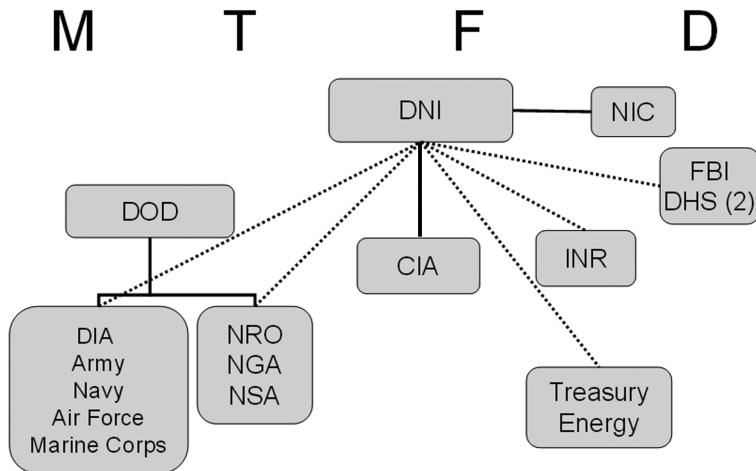 M T F D
DNI
NIC
FBI
DHS (2)
DOD
CIA
INR
DIA
Army
Navy
Air Force
Marine Corps
NRO
NGA
NSA
Treasury
Energy